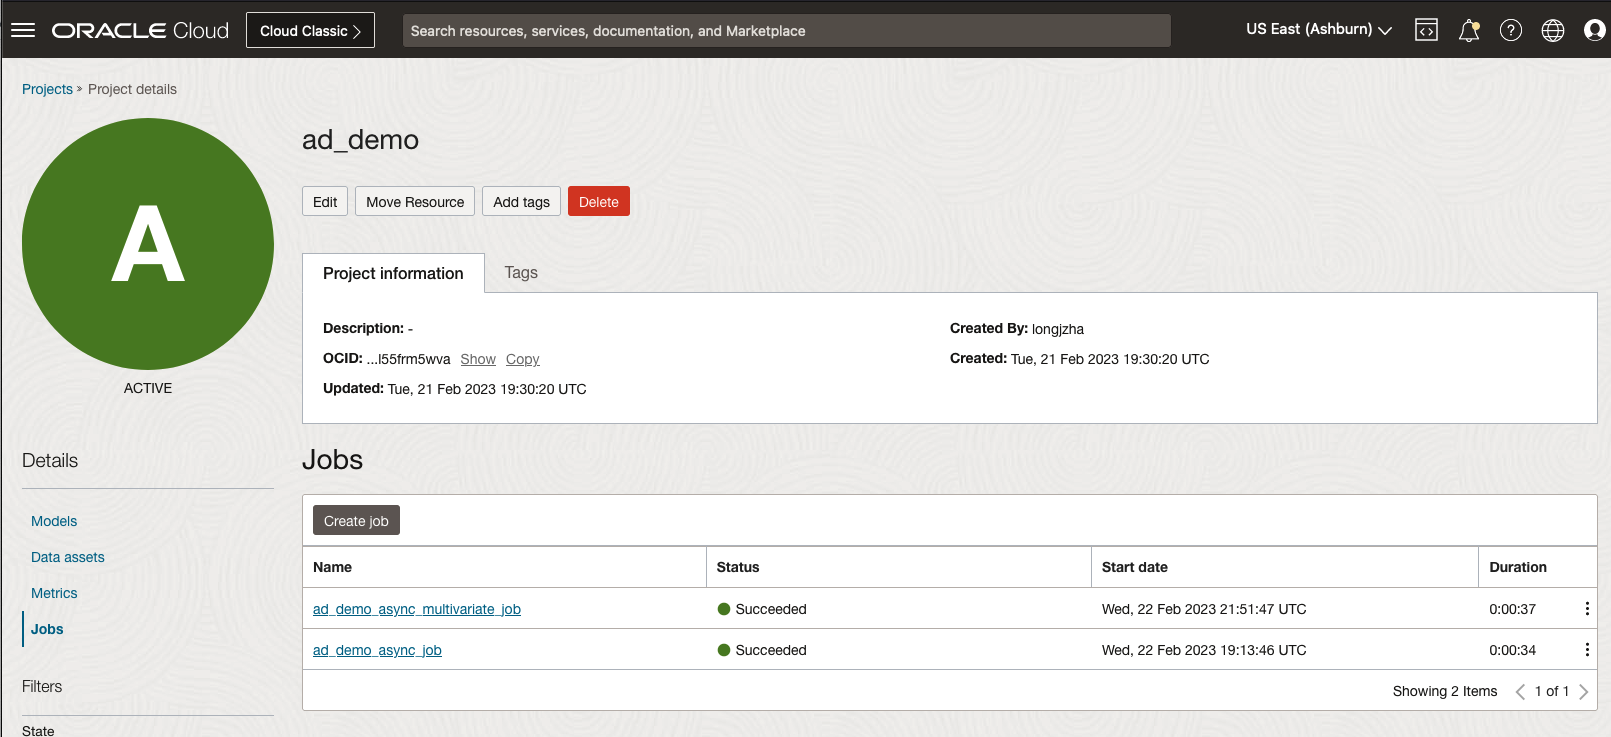 ORACLE Cloud
Cloud Classic
Search resources, services, documentation, and Marketplace
US East (Ashburn)
Projects » Project details
A
ACTIVE
ad_demo
Edit
Move Resource
Add tags
Delete
Project information
Tags
Description: -
OCID: ...l55frm5wva Show Copy
Updated: Tue, 21 Feb 2023 19:30:20 UTC
Created By: longjzha
Created: Tue, 21 Feb 2023 19:30:20 UTC
Details
Models
Data assets
Metrics
Jobs
Filters
State
Jobs
Create job
Name Status Start date Duration
ad_demo_async_multivariate_job Succeeded Wed, 22 Feb 2023 21:51:47 UTC 0:00:37
ad_demo_async_job Succeeded Wed, 22 Feb 2023 19:13:46 UTC 0:00:34
Showing 2 Items 1 of 1